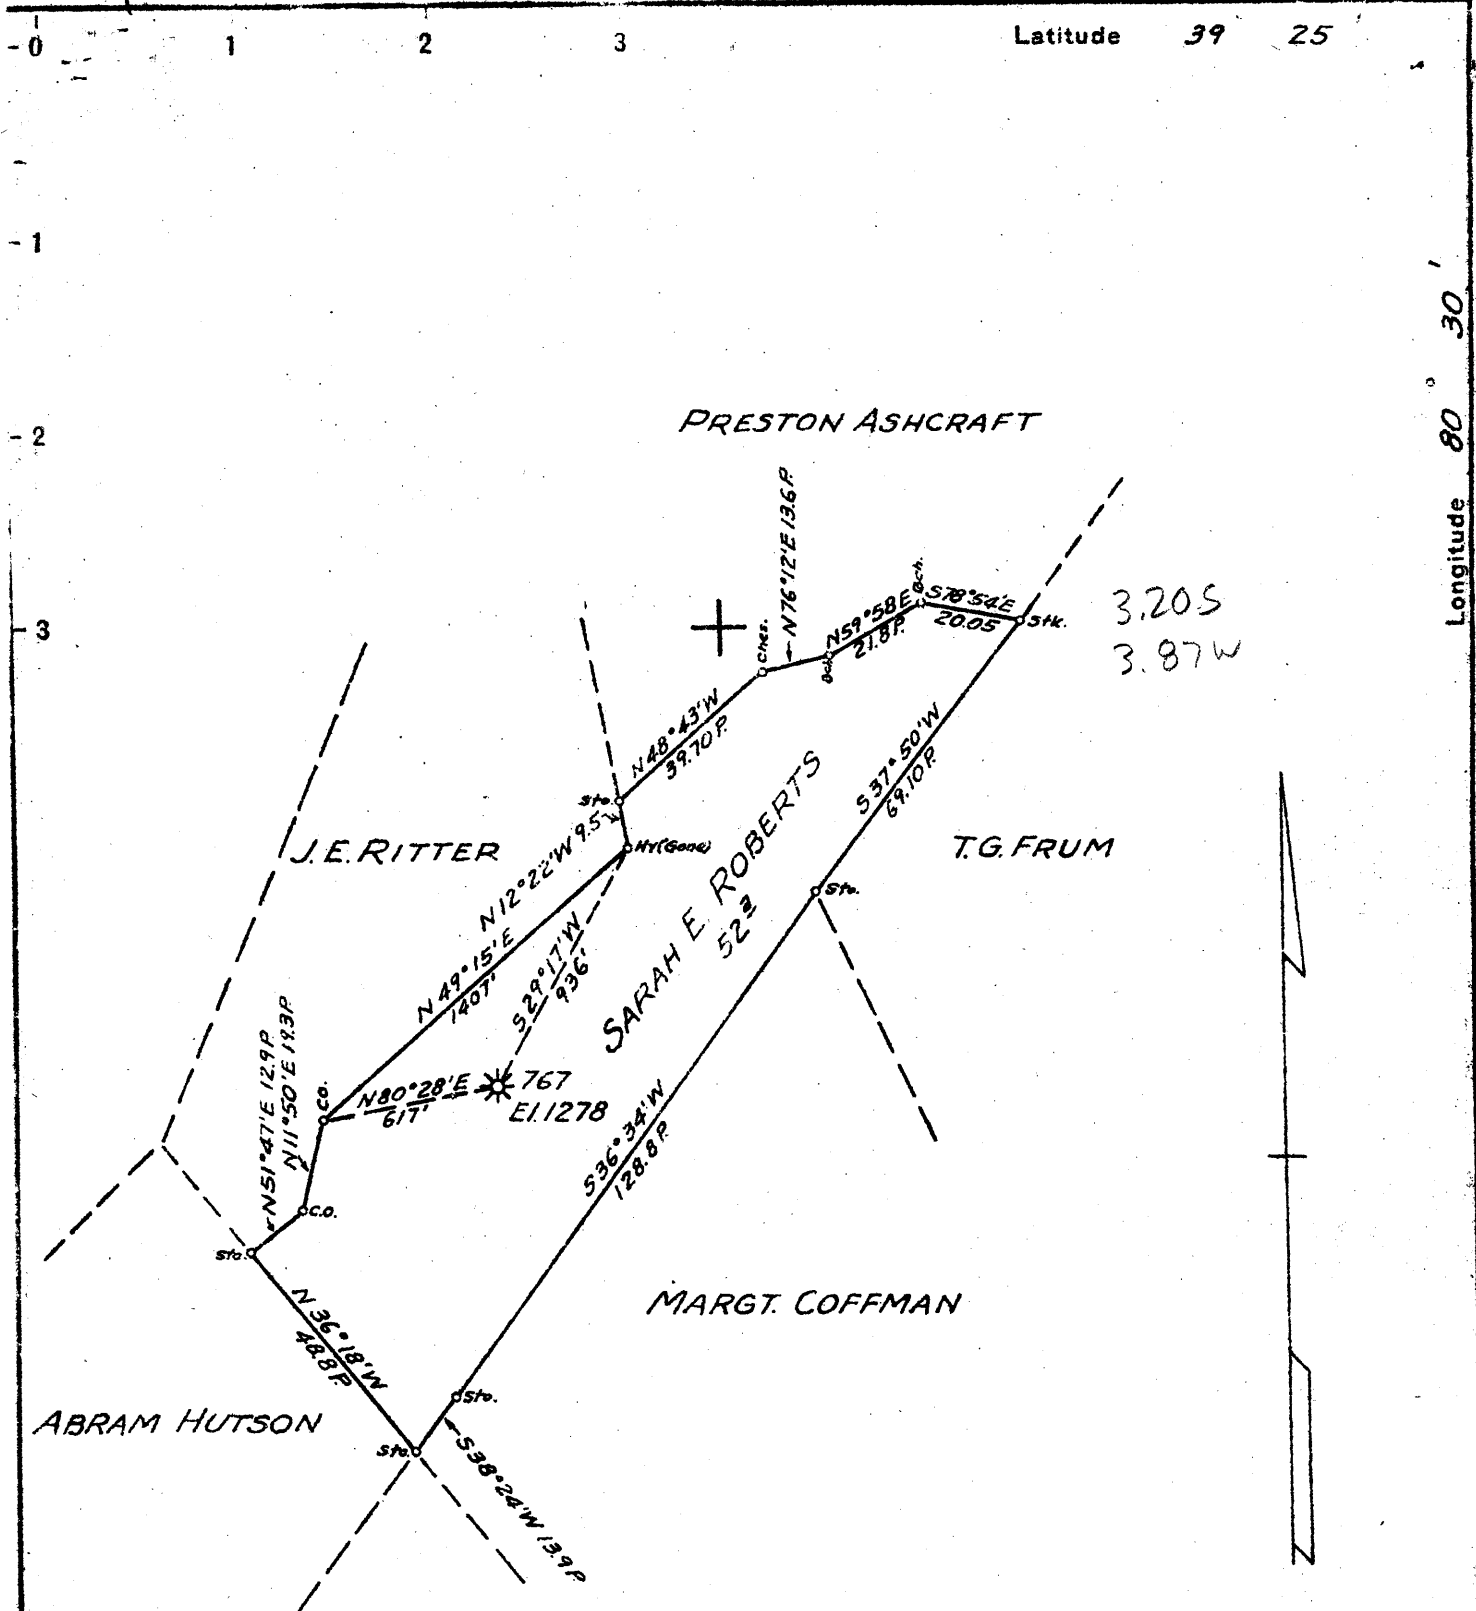 - 0 1 2 3 Latitude 39° 25'
- 1
- 2
- 3
Longitude 80° 30'
PRESTON ASHCRAFT
N76°12'E 13.6P.
Ches.
Bch.
N59°58E
21.8P.
Bch.
S78°54'E
20.05
Stk.
3.20S
3.87W
N48°43'W
39.70P.
Sto.
N12°22'W 9.5
HY(Gone)
J.E. RITTER
S37°50'W
69.10P.
T.G. FRUM
Sto.
SARAH E. ROBERTS
52a
N49°15'E
1407'
S29°17'W
936'
N80°28'E
617'
767
El.1278
C.O.
N51°47'E 12.9P.
N11°50'E 19.3P.
C.O.
Sto.
S36°34'W
128.8P.
MARGT. COFFMAN
N36°18'W
48.8P.
ABRAM HUTSON
Sto.
Sto.
S38°24'W 13.9P